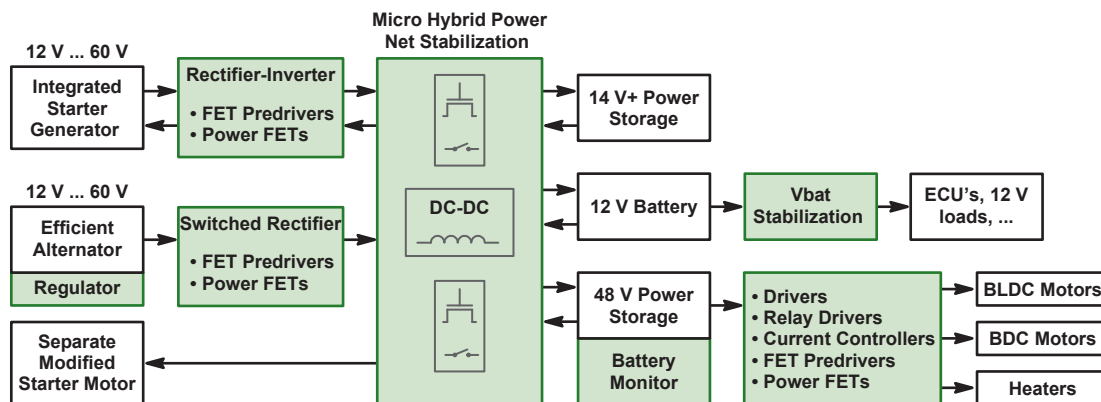 Micro Hybrid Power
Net Stabilization
12 V ... 60 V
Integrated
Starter
Generator
Rectifier-Inverter
• FET Predrivers
• Power FETs
14 V+ Power
Storage
12 V ... 60 V
Efficient
Alternator
Regulator
Switched Rectifier
• FET Predrivers
• Power FETs
DC-DC
12 V Battery
Vbat
Stabilization
ECU's, 12 V
loads, ...
Separate
Modified
Starter Motor
48 V Power
Storage
Battery
Monitor
• Drivers
• Relay Drivers
• Current Controllers
• FET Predrivers
• Power FETs
BLDC Motors
BDC Motors
Heaters